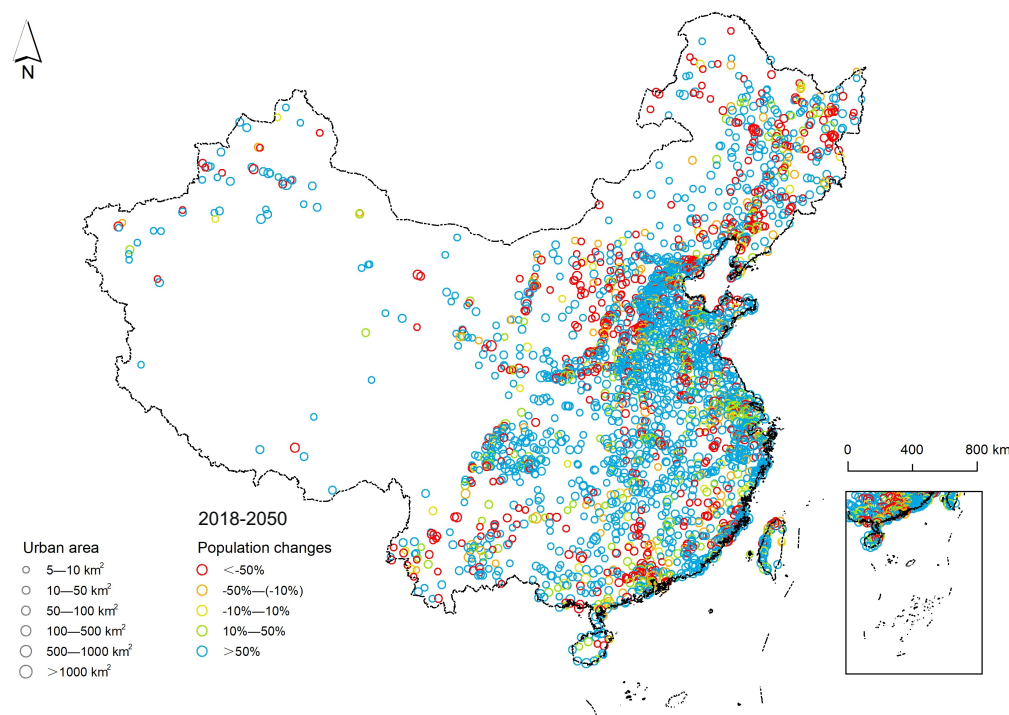 N
0 400 800 km
2018-2050
Urban area
5—10 km²
10—50 km²
50—100 km²
100—500 km²
500—1000 km²
>1000 km²
Population changes
<-50%
-50%—(-10%)
-10%—10%
10%—50%
>50%